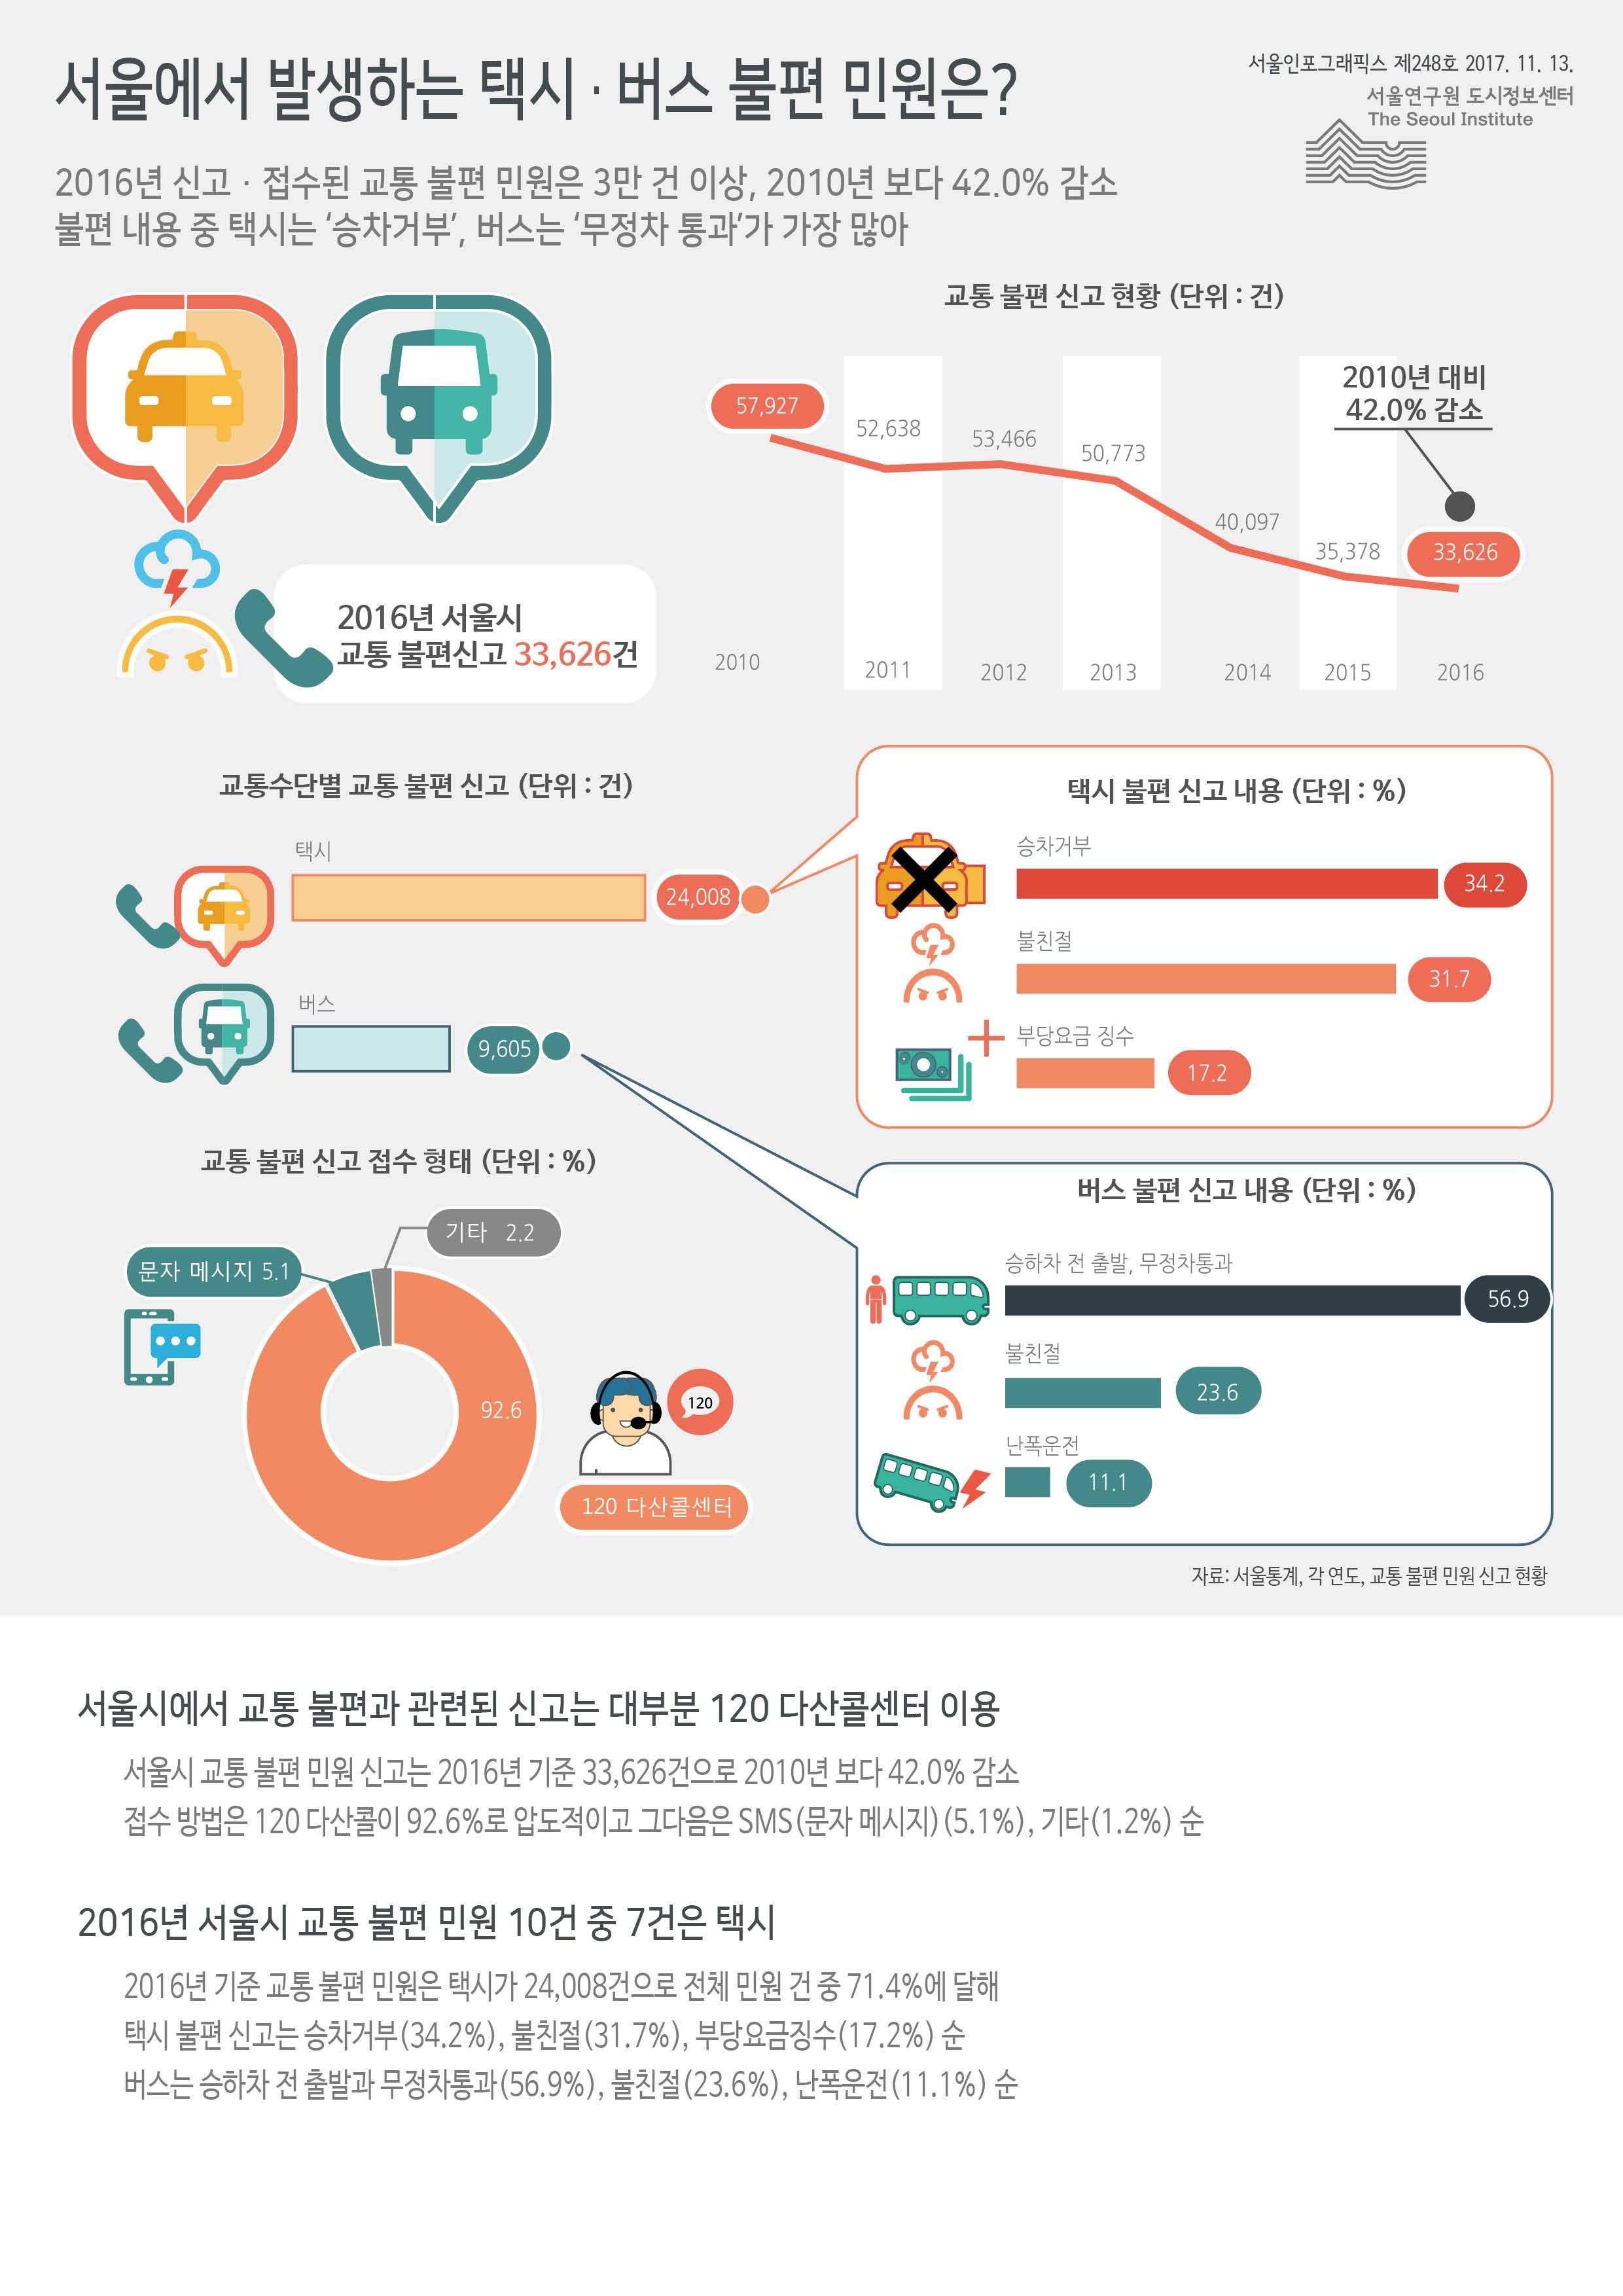 서울에서 발생하는 택시 · 버스 불편 민원은?
서울인포그래픽스 제248호 2017. 11. 13.
서울연구원 도시정보센터
The Seoul Institute
2016년 신고 · 접수된 교통 불편 민원은 3만 건 이상, 2010년 보다 42.0% 감소
불편 내용 중 택시는 ‘승차거부’, 버스는 ‘무정차 통과’가 가장 많아
2016년 서울시
교통 불편신고 33,626건
교통 불편 신고 현황 (단위 : 건)
2010년 대비
42.0% 감소
57,927
52,638
53,466
50,773
40,097
35,378
33,626
2010
2011
2012
2013
2014
2015
2016
교통수단별 교통 불편 신고 (단위 : 건)
택시
24,008
버스
9,605
택시 불편 신고 내용 (단위 : %)
승차거부
34.2
불친절
31.7
부당요금 징수
17.2
교통 불편 신고 접수 형태 (단위 : %)
기타 2.2
문자 메시지 5.1
92.6
120
120 다산콜센터
버스 불편 신고 내용 (단위 : %)
승하차 전 출발, 무정차통과
56.9
불친절
23.6
난폭운전
11.1
자료: 서울통계, 각 연도, 교통 불편 민원 신고 현황
서울시에서 교통 불편과 관련된 신고는 대부분 120 다산콜센터 이용
서울시 교통 불편 민원 신고는 2016년 기준 33,626건으로 2010년 보다 42.0% 감소
접수 방법은 120 다산콜이 92.6%로 압도적이고 그다음은 SMS(문자 메시지)(5.1%), 기타(1.2%) 순
2016년 서울시 교통 불편 민원 10건 중 7건은 택시
2016년 기준 교통 불편 민원은 택시가 24,008건으로 전체 민원 건 중 71.4%에 달해
택시 불편 신고는 승차거부(34.2%), 불친절(31.7%), 부당요금징수(17.2%) 순
버스는 승하차 전 출발과 무정차통과(56.9%), 불친절(23.6%), 난폭운전(11.1%) 순